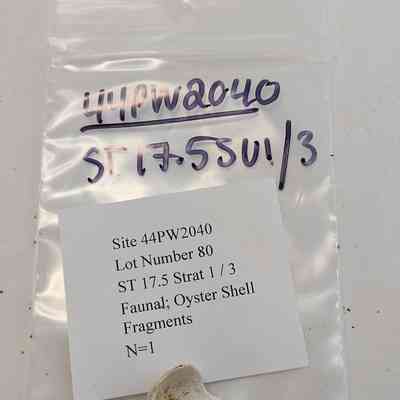 44PW2040
ST 17.5 SU1/3
Site 44PW2040
Lot Number 80
ST 17.5 Strat 1 / 3
Faunal; Oyster Shell
Fragments
N=1